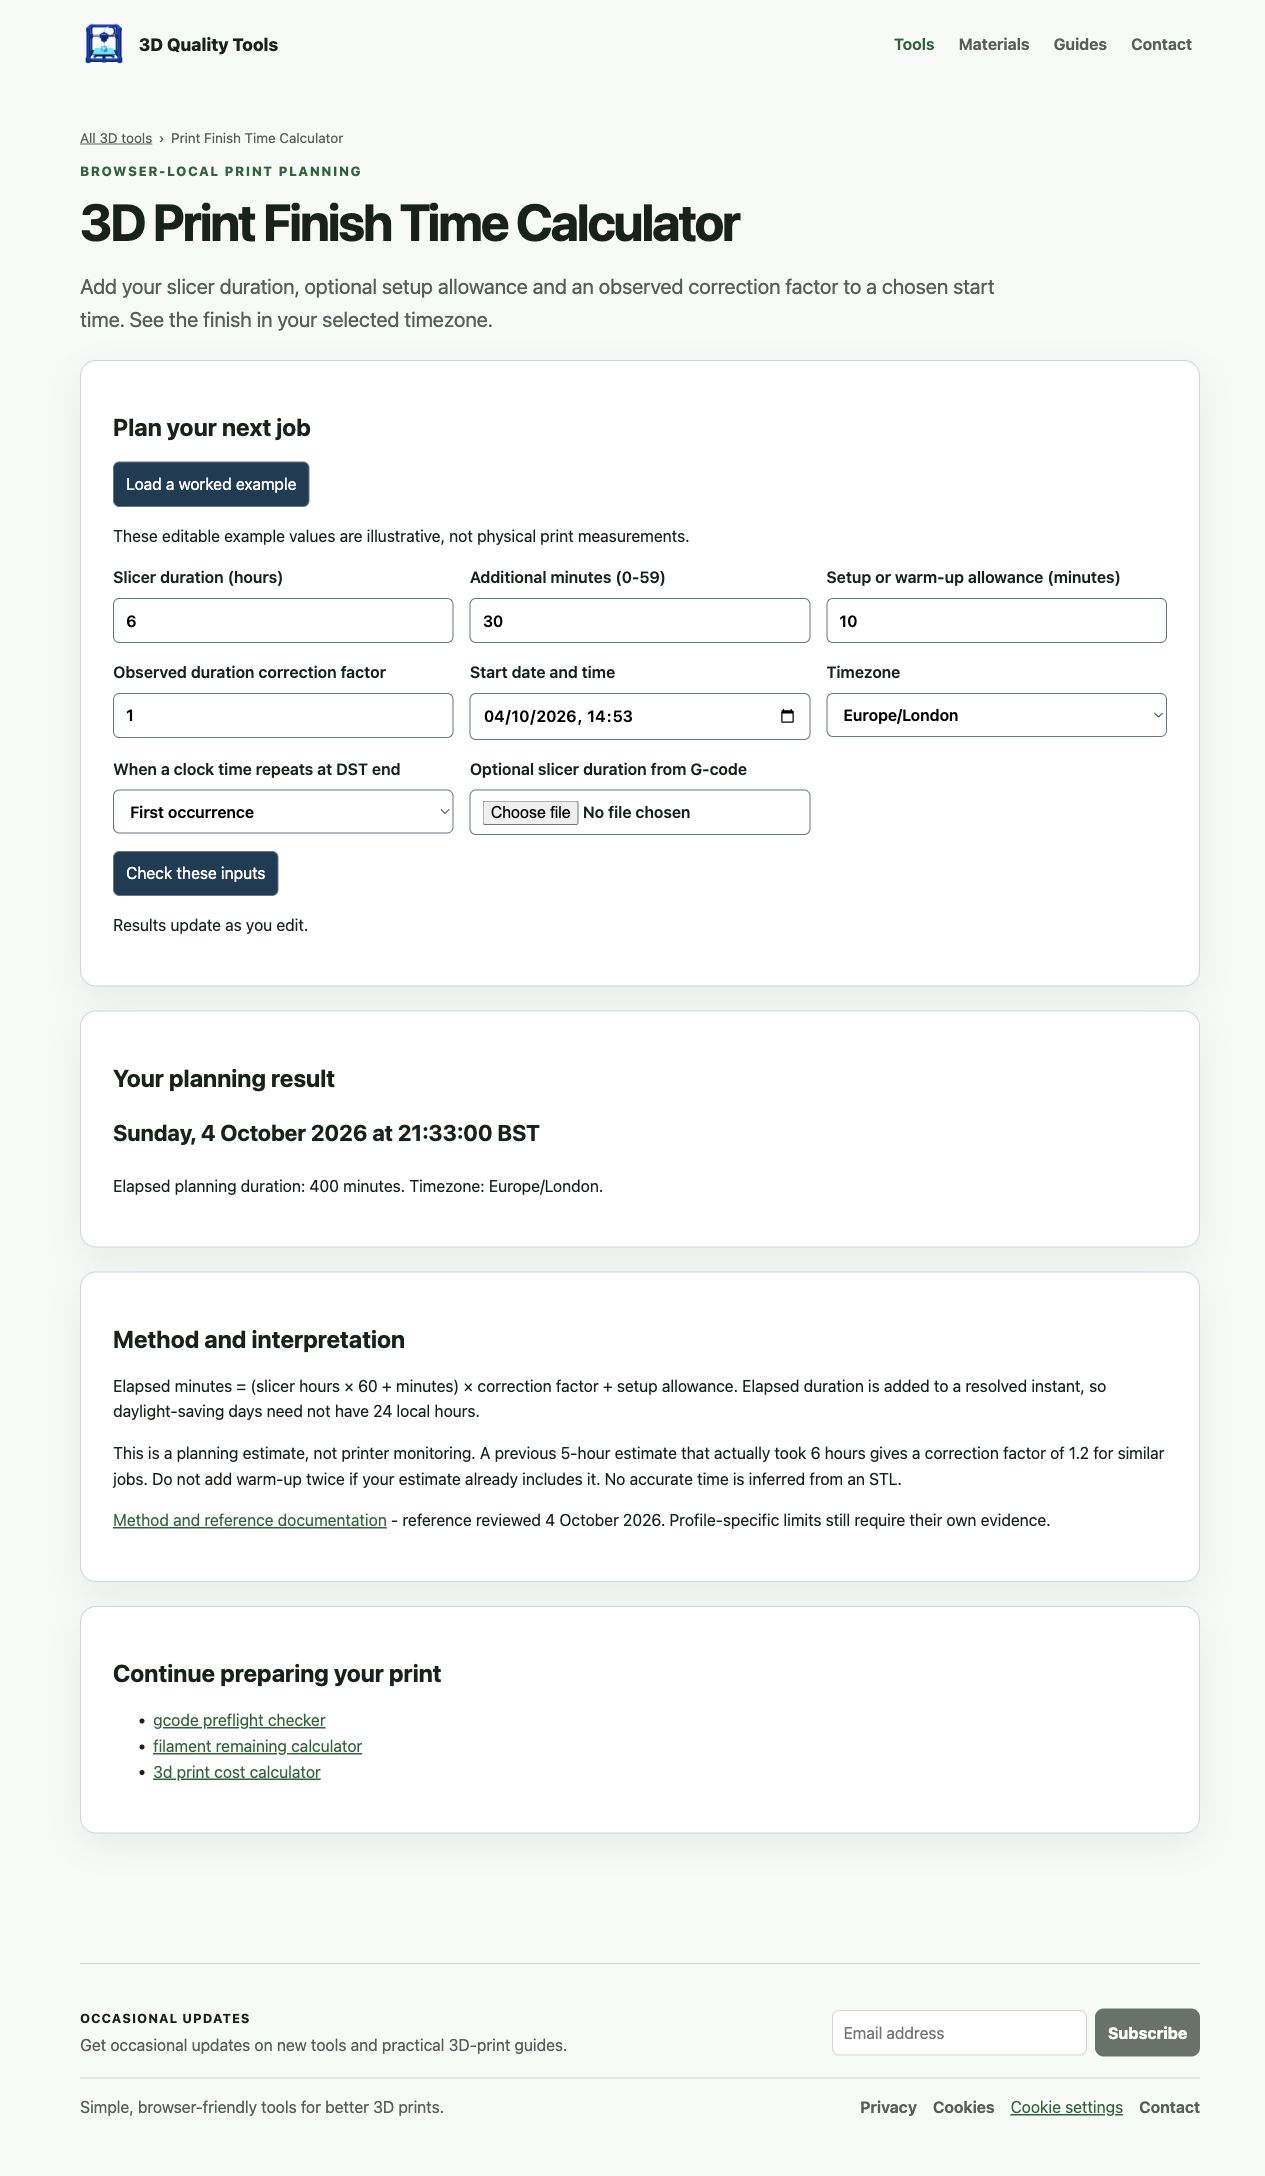 3D Quality Tools
Tools Materials Guides Contact
All 3D tools › Print Finish Time Calculator
BROWSER-LOCAL PRINT PLANNING
3D Print Finish Time Calculator
Add your slicer duration, optional setup allowance and an observed correction factor to a chosen start
time. See the finish in your selected timezone.
Plan your next job
Load a worked example
These editable example values are illustrative, not physical print measurements.
Slicer duration (hours) Additional minutes (0-59) Setup or warm-up allowance (minutes)
6 30 10
Observed duration correction factor Start date and time Timezone
1 04/10/2026, 14:53 Europe/London
When a clock time repeats at DST end Optional slicer duration from G-code
First occurrence Choose file No file chosen
Check these inputs
Results update as you edit.
Your planning result
Sunday, 4 October 2026 at 21:33:00 BST
Elapsed planning duration: 400 minutes. Timezone: Europe/London.
Method and interpretation
Elapsed minutes = (slicer hours × 60 + minutes) × correction factor + setup allowance. Elapsed duration is added to a resolved instant, so
daylight-saving days need not have 24 local hours.
This is a planning estimate, not printer monitoring. A previous 5-hour estimate that actually took 6 hours gives a correction factor of 1.2 for similar
jobs. Do not add warm-up twice if your estimate already includes it. No accurate time is inferred from an STL.
Method and reference documentation - reference reviewed 4 October 2026. Profile-specific limits still require their own evidence.
Continue preparing your print
• gcode preflight checker
• filament remaining calculator
• 3d print cost calculator
OCCASIONAL UPDATES
Get occasional updates on new tools and practical 3D-print guides.
Email address Subscribe
Simple, browser-friendly tools for better 3D prints.
Privacy Cookies Cookie settings Contact